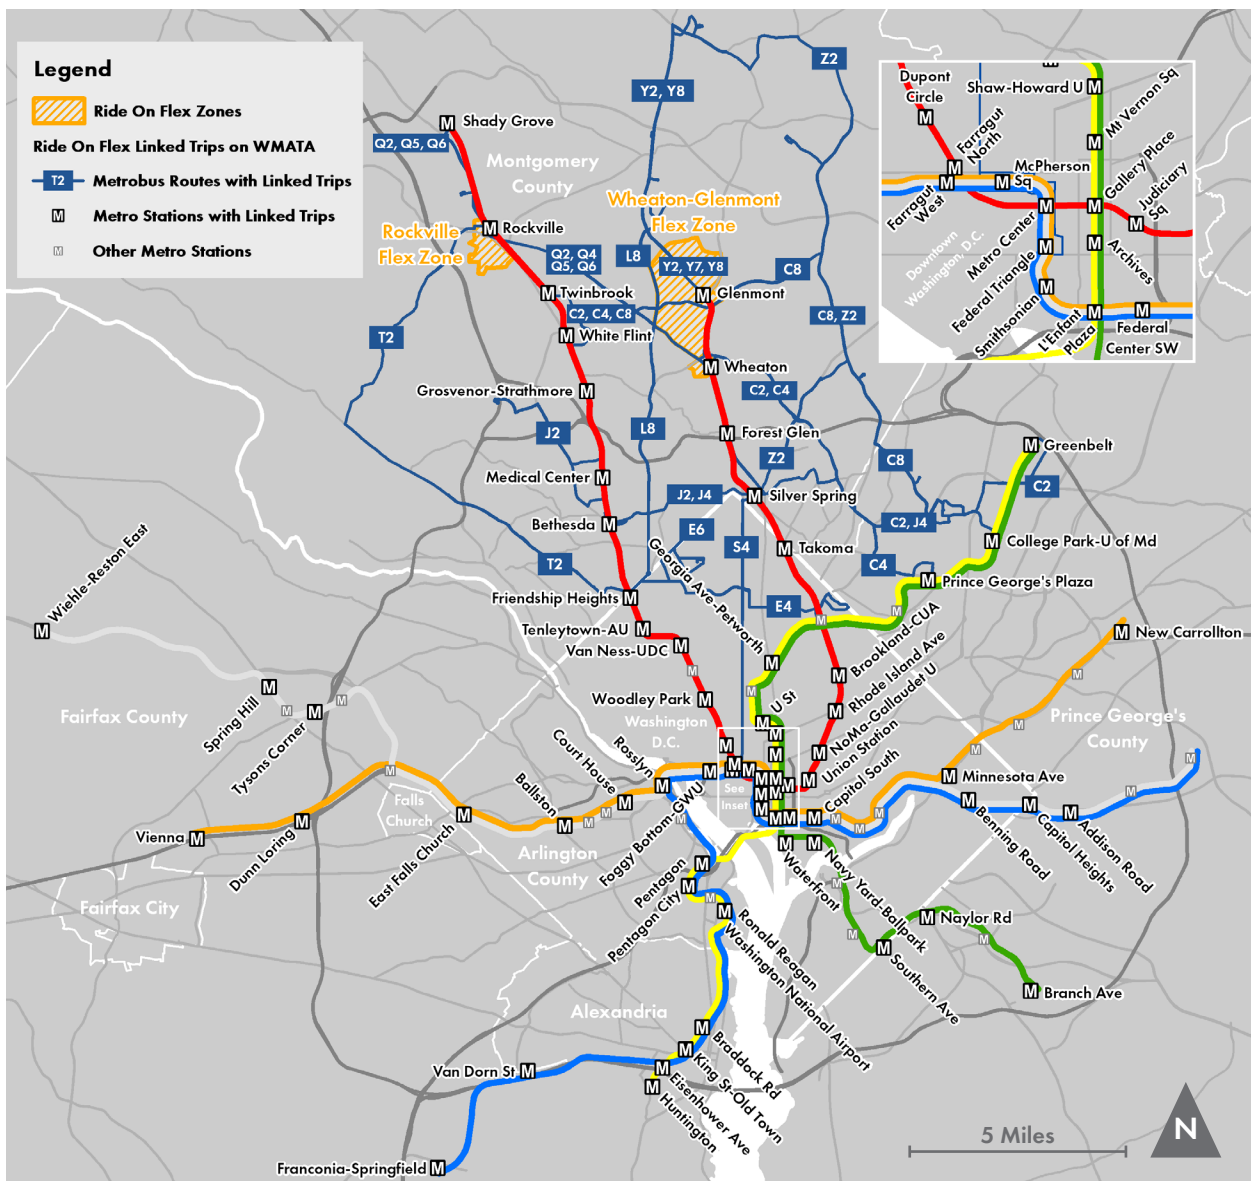 Legend
Ride On Flex Zones
Ride On Flex Linked Trips on WMATA
T2
Metrobus Routes with Linked Trips
M
Metro Stations with Linked Trips
M
Other Metro Stations
Y2, Y8
Z2
Shady Grove
Q2, Q5, Q6
Montgomery
County
Wheaton-Glenmont
Flex Zone
Rockville
Flex Zone
Rockville
Q2, Q4
Q5, Q6
L8
Y2, Y7, Y8
C8
Twinbrook
Glenmont
C2, C4, C8
C8, Z2
T2
White Flint
Wheaton
Grosvenor-Strathmore
C2, C4
J2
L8
Forest Glen
Greenbelt
Z2
C8
Medical Center
C2
J2, J4
Silver Spring
Bethesda
E6
C2, J4
S4
Takoma
College Park-U of Md
T2
C4
Prince George's Plaza
Friendship Heights
E4
Georgia Ave-Petworth
Wiehle-Reston East
Tenleytown-AU
Van Ness-UDC
New Carrollton
Brookland-CUA
Rhode Island Ave
NoMa-Gallaudet U
Union Station
Capitol South
Woodley Park
U St
Washington
D.C.
Fairfax County
Spring Hill
Tysons Corner
Prince George's
County
Court House
Rosslyn
Ballston
See
Inset
Foggy Bottom-GWU
Minnesota Ave
Falls
Church
Vienna
Dunn Loring
East Falls Church
Arlington
County
Benning Road
Capitol Heights
Addison Road
Pentagon
Pentagon City
Waterfront
Navy Yard-Ballpark
Fairfax City
Naylor Rd
Ronald Reagan
Washington National Airport
Southern Ave
Branch Ave
Alexandria
Braddock Rd
King St-Old Town
Eisenhower Ave
Huntington
Van Dorn St
Franconia-Springfield
5 Miles
N
Dupont
Circle
Shaw-Howard U
Mt Vernon Sq
Farragut
North
McPherson
Sq
Gallery Place
Judiciary
Sq
Farragut
West
Metro Center
Archives
Downtown
Washington, D.C.
Federal Triangle
Smithsonian
L'Enfant
Plaza
Federal
Center SW